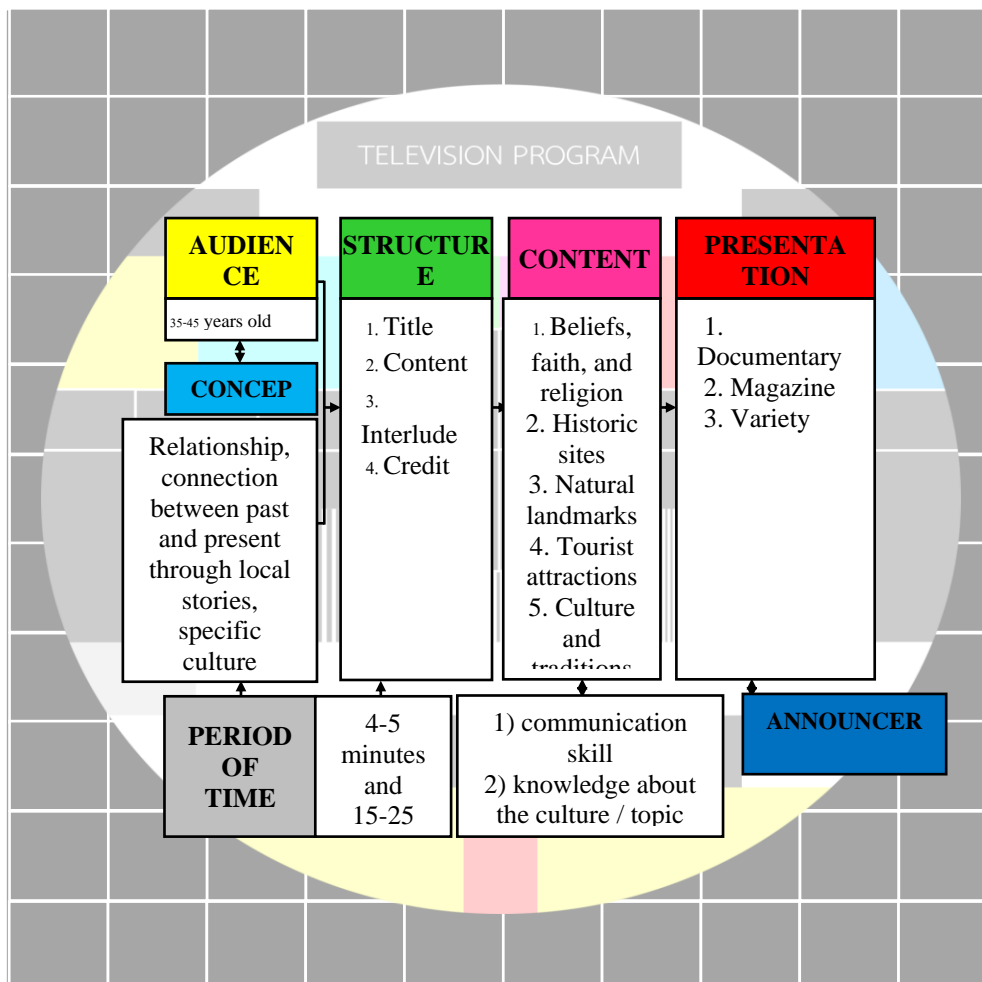 TELEVISION PROGRAM
AUDIEN
CE
35-45 years old
CONCEP
Relationship,
connection
between past
and present
through local
stories,
specific
culture
STRUCTUR
E
1. Title
2. Content
3.
Interlude
4. Credit
CONTENT
1. Beliefs,
faith, and
religion
2. Historic
sites
3. Natural
landmarks
4. Tourist
attractions
5. Culture
and
traditions
PRESENTA
TION
1.
Documentary
2. Magazine
3. Variety
PERIOD
OF
TIME
4-5
minutes
and
15-25
1) communication
skill
2) knowledge about
the culture / topic
ANNOUNCER